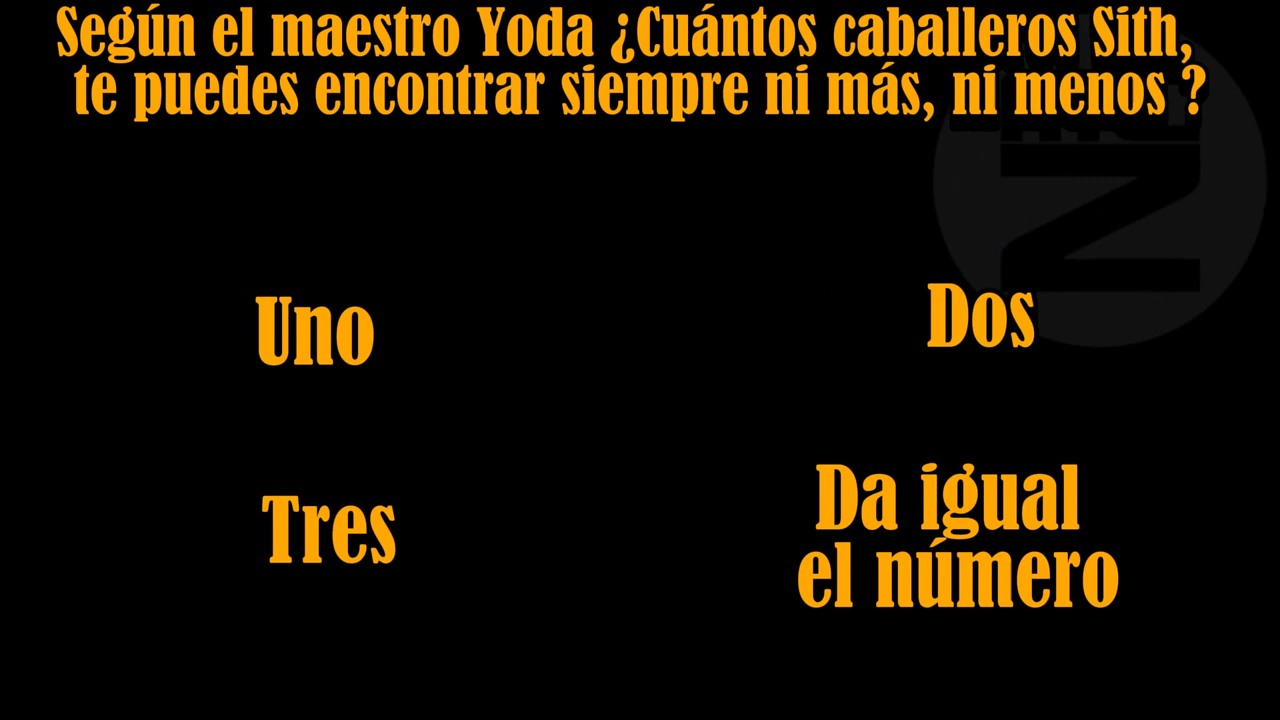 Según el maestro Yoda ¿Cuántos caballeros Sith,
te puedes encontrar siempre ni más, ni menos ?
Uno
Dos
Tres
Da igual
el número